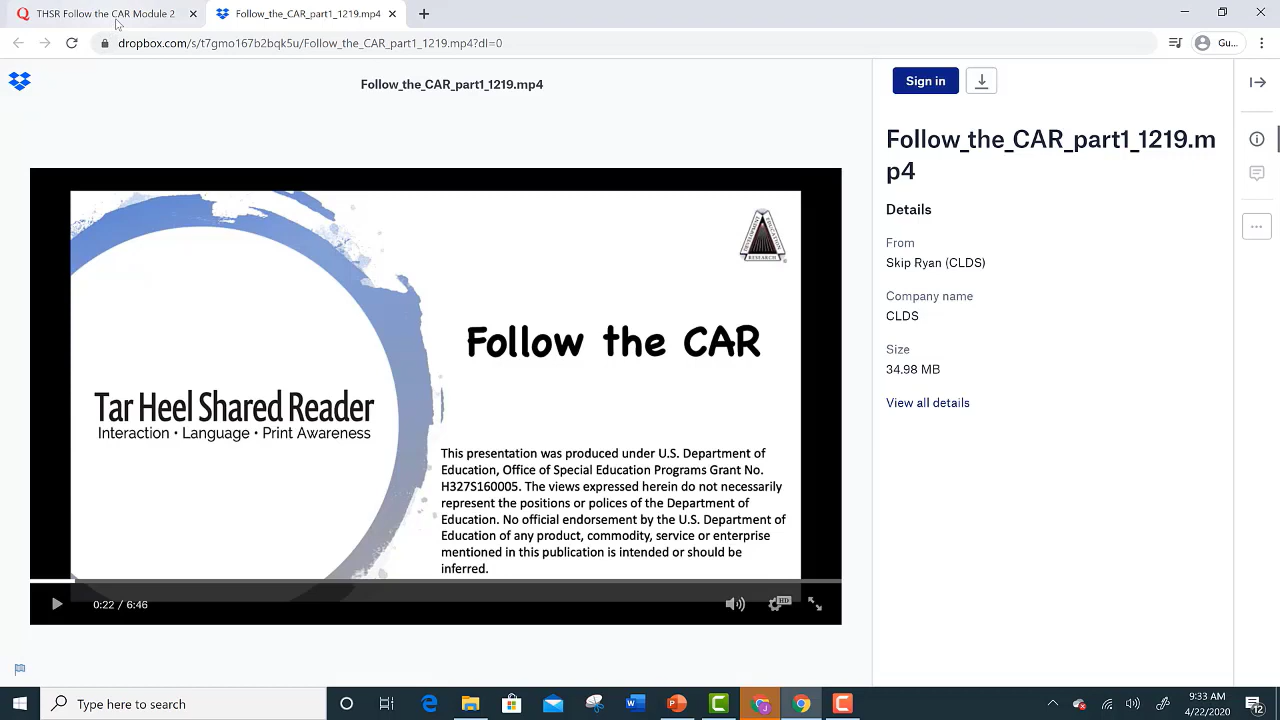 THSR Follow the CAR Module 2
Follow_the_CAR_part1_1219.mp4
dropbox.com/s/t7gmo167b2bqk5u/Follow_the_CAR_part1_1219.mp4?dl=0
Gu...
Follow_the_CAR_part1_1219.mp4
Sign in
Follow_the_CAR_part1_1219.m
p4
Details
From
Skip Ryan (CLDS)
Company name
CLDS
Size
34.98 MB
View all details
DEVELOPMENT
EDUCATION
RESEARCH
Follow the CAR
Tar Heel Shared Reader
Interaction • Language • Print Awareness
This presentation was produced under U.S. Department of
Education, Office of Special Education Programs Grant No.
H327S160005. The views expressed herein do not necessarily
represent the positions or polices of the Department of
Education. No official endorsement by the U.S. Department of
Education of any product, commodity, service or enterprise
mentioned in this publication is intended or should be
inferred.
0:22 / 6:46
HD
Type here to search
9:33 AM
4/22/2020